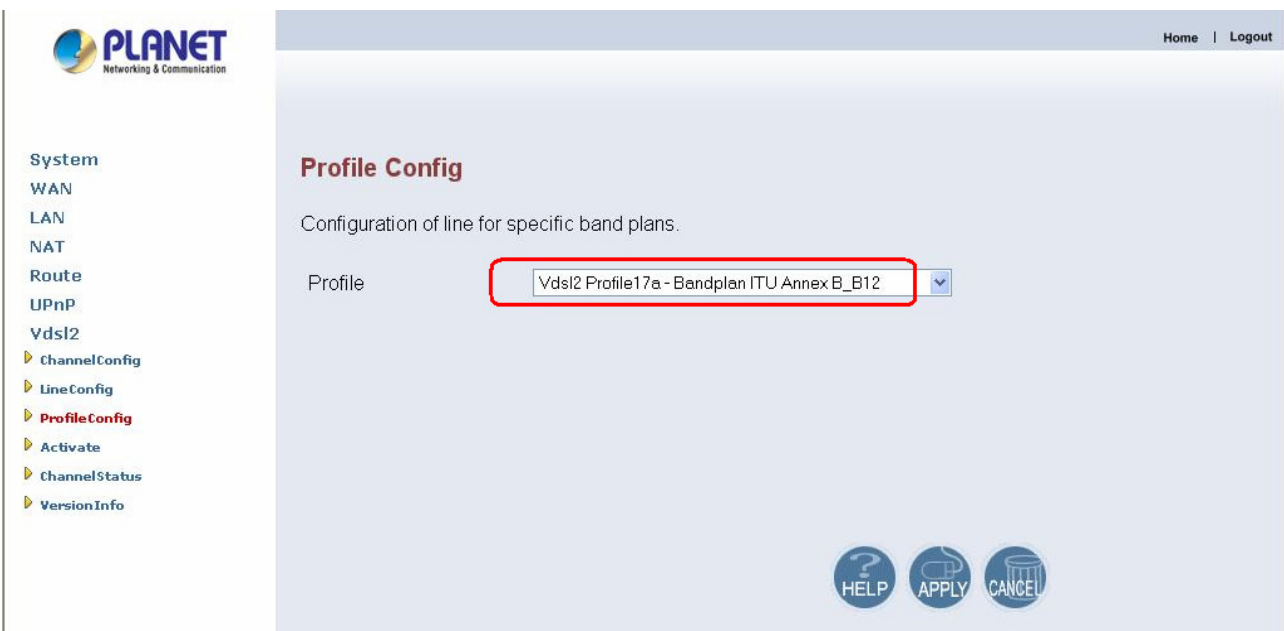 PLANET
Networking & Communication
Home | Logout
System
WAN
LAN
NAT
Route
UPnP
Vdsl2
ChannelConfig
LineConfig
ProfileConfig
Activate
ChannelStatus
VersionInfo
Profile Config
Configuration of line for specific band plans.
Profile
Vdsl2 Profile17a - Bandplan ITU Annex B_B12
HELP
APPLY
CANCEL